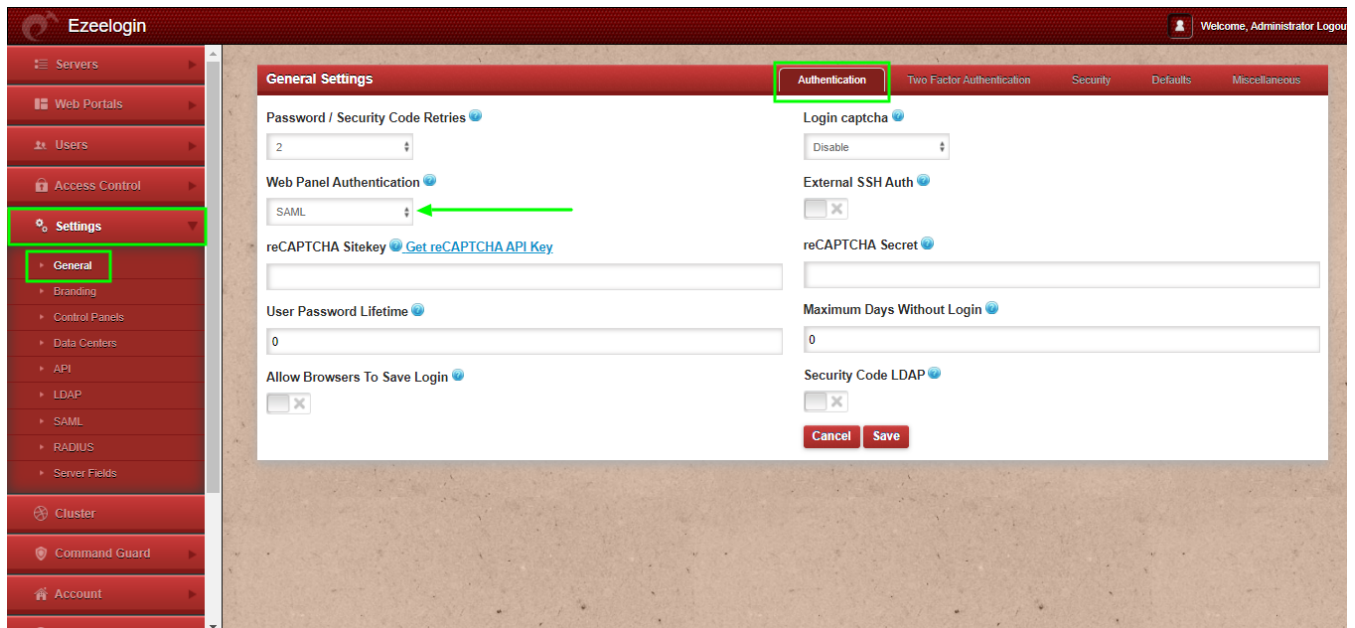 Ezeelogin
Welcome, Administrator Logou
Servers
Web Portals
Users
Access Control
Settings
General
Branding
Control Panels
Data Centers
API
LDAP
SAML
RADIUS
Server Fields
Cluster
Command Guard
Account
General Settings
Authentication
Two Factor Authentication
Security
Defaults
Miscellaneous
Password / Security Code Retries
2
Login captcha
Disable
Web Panel Authentication
SAML
External SSH Auth
reCAPTCHA Sitekey Get reCAPTCHA API Key
reCAPTCHA Secret
User Password Lifetime
0
Maximum Days Without Login
0
Allow Browsers To Save Login
Security Code LDAP
Cancel Save